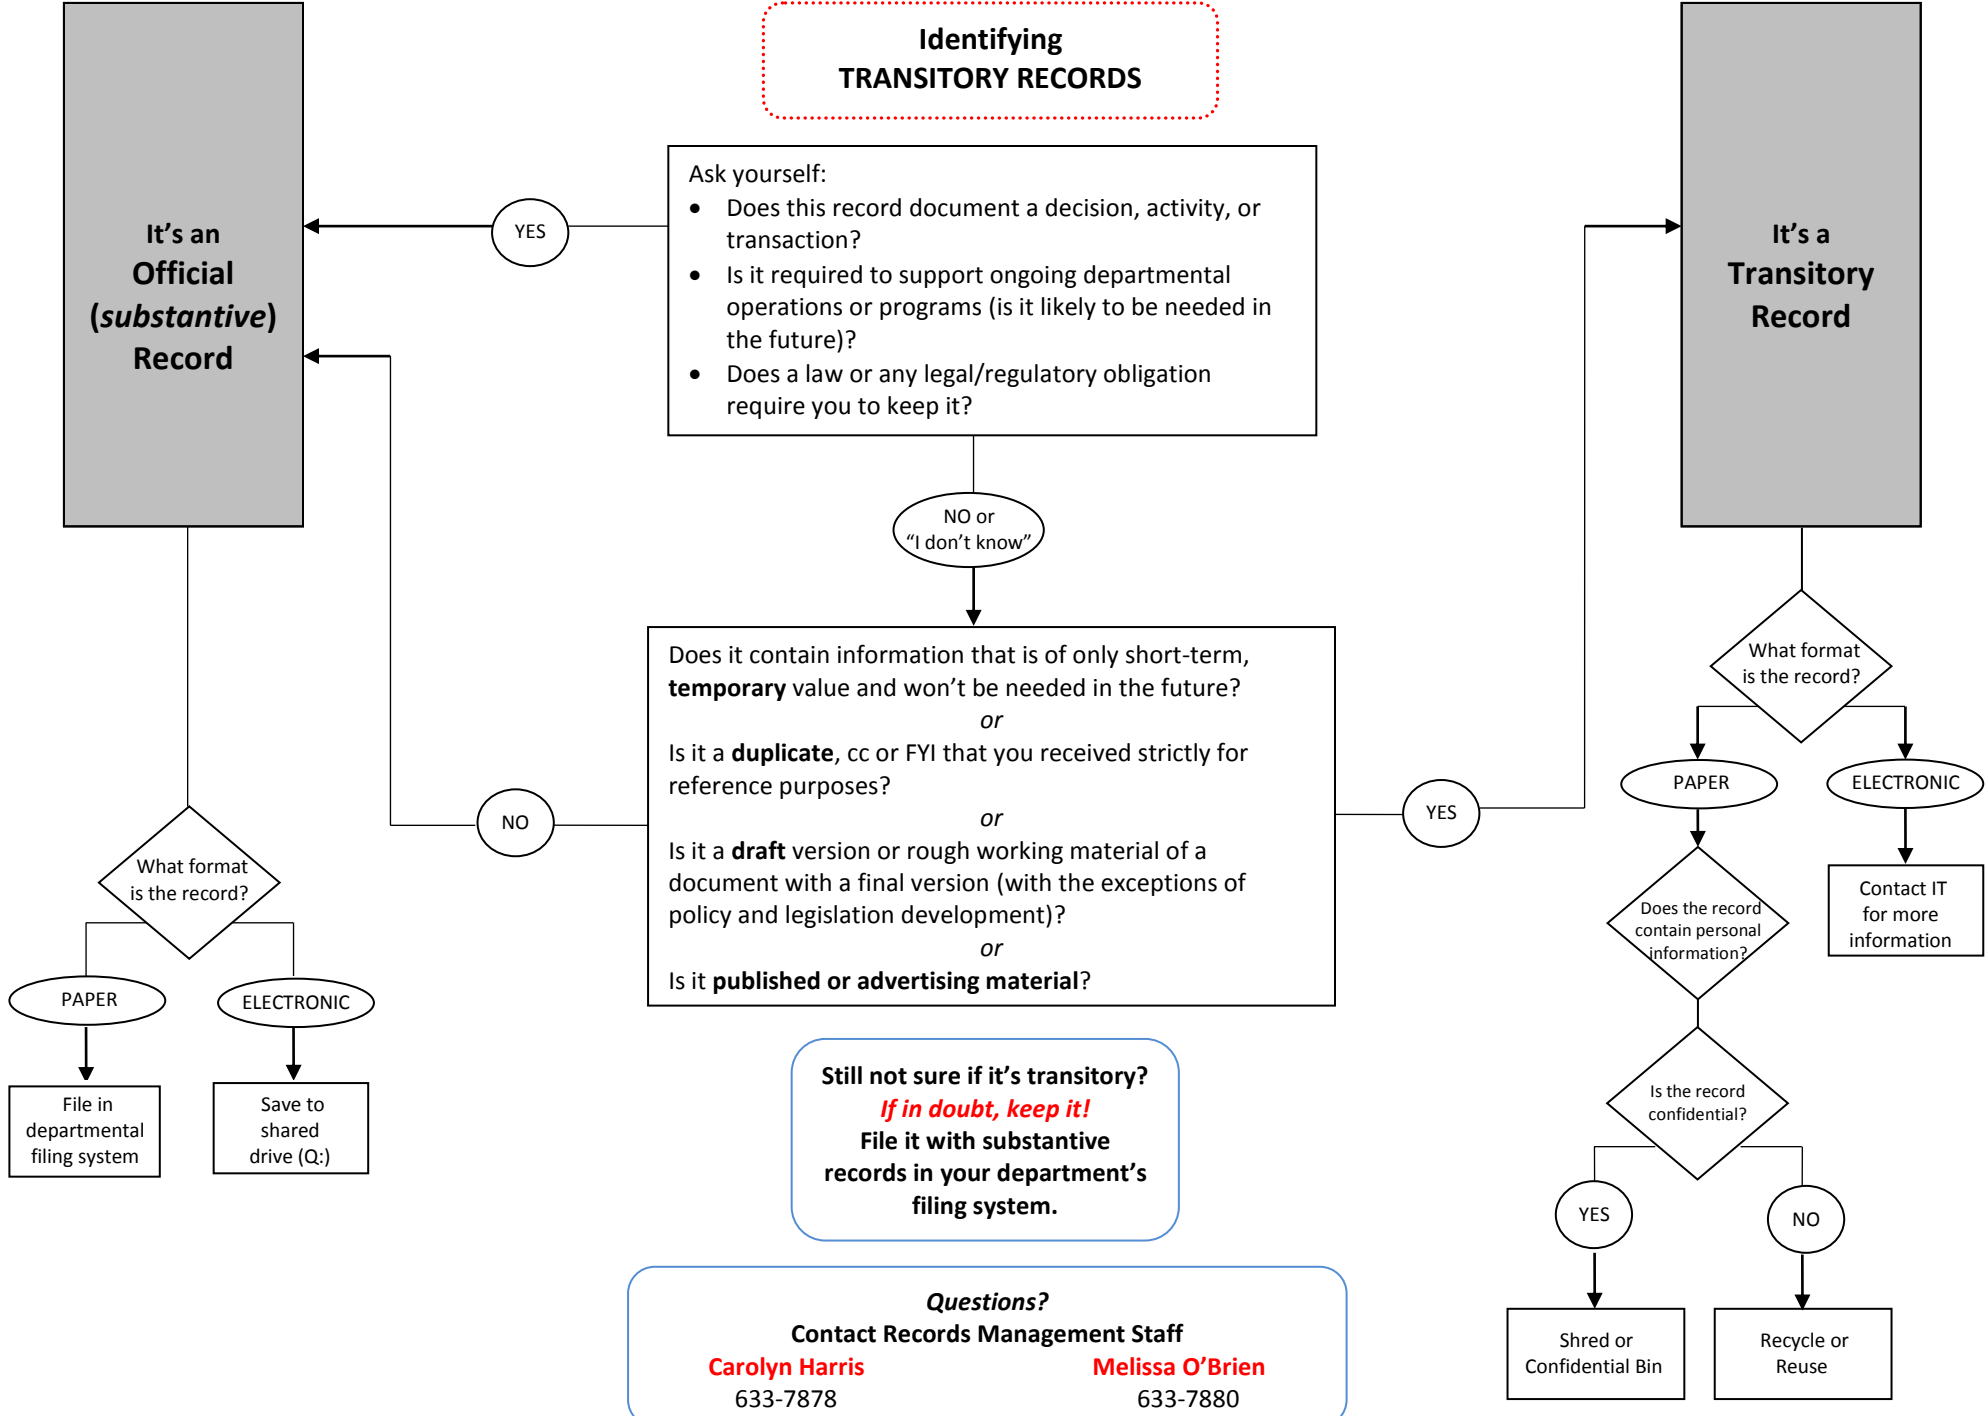 Identifying
TRANSITORY RECORDS
It’s an
Official
(substantive)
Record
YES
Ask yourself:
• Does this record document a decision, activity, or
transaction?
• Is it required to support ongoing departmental
operations or programs (is it likely to be needed in
the future)?
• Does a law or any legal/regulatory obligation
require you to keep it?
It’s a
Transitory
Record
NO or
“I don’t know”
Does it contain information that is of only short-term,
temporary value and won’t be needed in the future?
or
Is it a duplicate, cc or FYI that you received strictly for
reference purposes?
or
Is it a draft version or rough working material of a
document with a final version (with the exceptions of
policy and legislation development)?
or
Is it published or advertising material?
NO
YES
What format
is the record?
PAPER
ELECTRONIC
File in
departmental
filing system
Save to
shared
drive (Q:)
What format
is the record?
PAPER
ELECTRONIC
Does the record
contain personal
information?
Contact IT
for more
information
Is the record
confidential?
YES
NO
Shred or
Confidential Bin
Recycle or
Reuse
Still not sure if it’s transitory?
If in doubt, keep it!
File it with substantive
records in your department’s
filing system.
Questions?
Contact Records Management Staff
Carolyn Harris
633-7878
Melissa O’Brien
633-7880